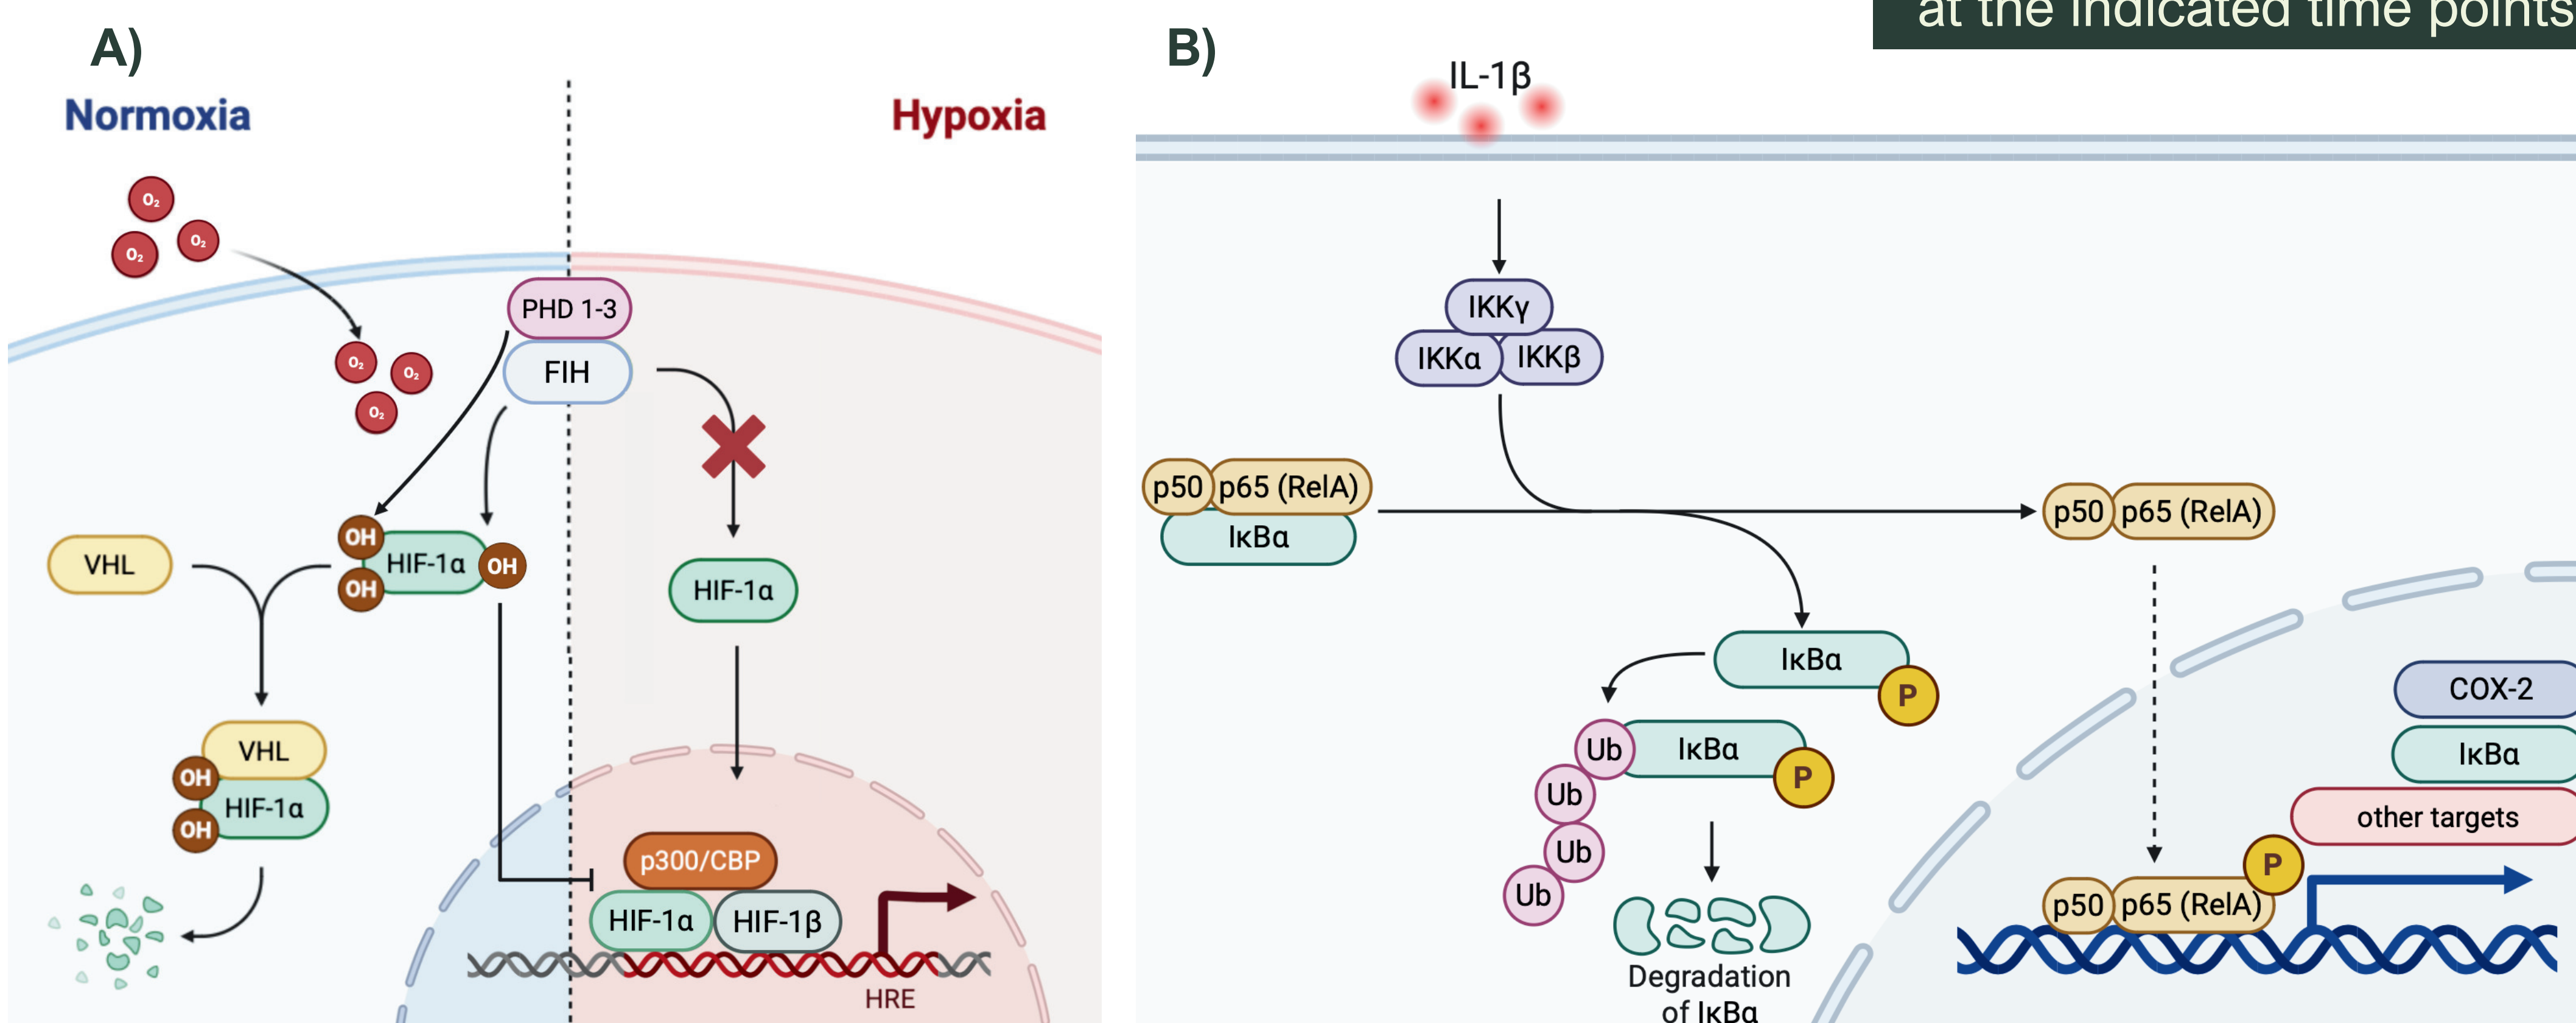 at the indicated time points
A)
Normoxia
Hypoxia
O₂
O₂
O₂
O₂
O₂
O₂
PHD 1-3
FIH
VHL
OH
OH
HIF-1α
OH
HIF-1α
VHL
OH
OH
HIF-1α
p300/CBP
HIF-1α
HIF-1β
HRE
B)
IL-1β
IKKγ
IKKα
IKKβ
p50
p65 (RelA)
IκBα
p50
p65 (RelA)
IκBα
P
Ub
IκBα
P
Ub
Ub
Ub
Degradation
of IκBα
COX-2
IκBα
other targets
P
p50
p65 (RelA)